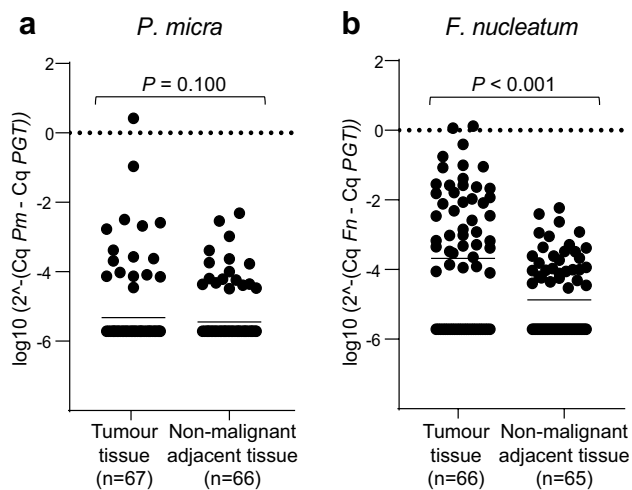 a
P. micra
P = 0.100
log10 (2^-(Cq Pm - Cq PGT))
2
0
-2
-4
-6
Tumour
tissue
(n=67)
Non-malignant
adjacent tissue
(n=66)
b
F. nucleatum
P < 0.001
log10 (2^-(Cq Fn - Cq PGT))
2
0
-2
-4
-6
Tumour
tissue
(n=66)
Non-malignant
adjacent tissue
(n=65)